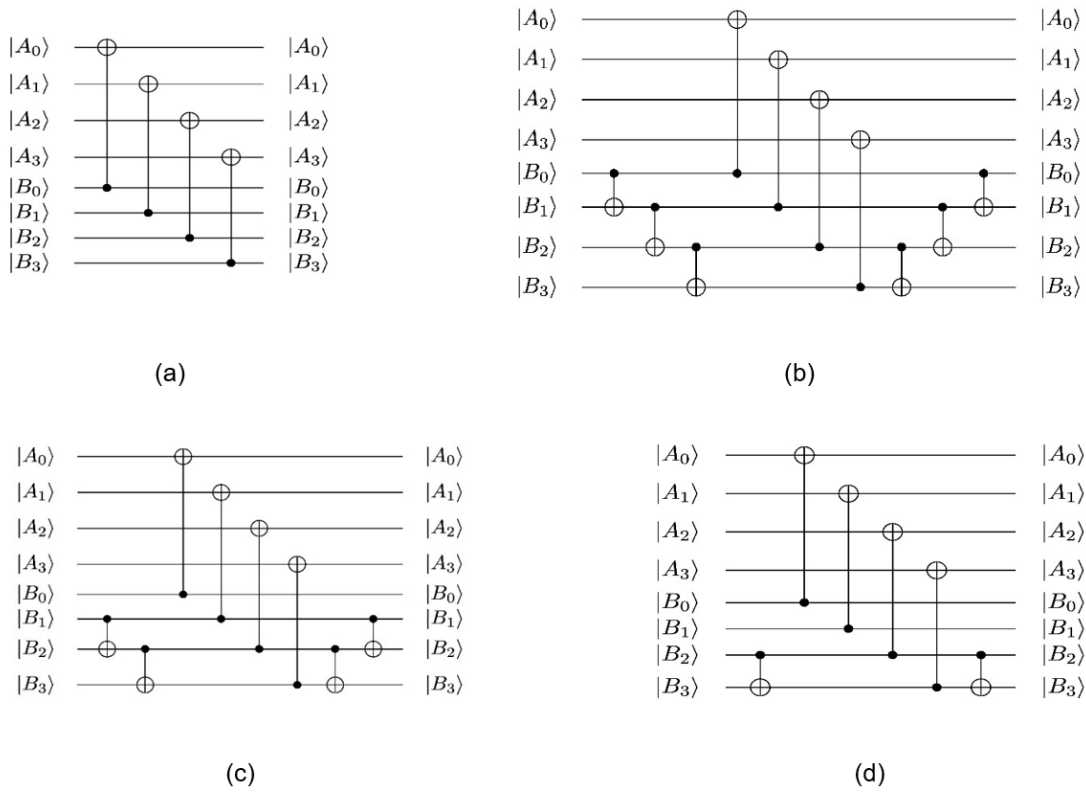 |A₀⟩ |A₀⟩
|A₁⟩ |A₁⟩
|A₂⟩ |A₂⟩
|A₃⟩ |A₃⟩
|B₀⟩ |B₀⟩
|B₁⟩ |B₁⟩
|B₂⟩ |B₂⟩
|B₃⟩ |B₃⟩
(a)
|A₀⟩ |A₀⟩
|A₁⟩ |A₁⟩
|A₂⟩ |A₂⟩
|A₃⟩ |A₃⟩
|B₀⟩ |B₀⟩
|B₁⟩ |B₁⟩
|B₂⟩ |B₂⟩
|B₃⟩ |B₃⟩
(b)
|A₀⟩ |A₀⟩
|A₁⟩ |A₁⟩
|A₂⟩ |A₂⟩
|A₃⟩ |A₃⟩
|B₀⟩ |B₀⟩
|B₁⟩ |B₁⟩
|B₂⟩ |B₂⟩
|B₃⟩ |B₃⟩
(c)
|A₀⟩ |A₀⟩
|A₁⟩ |A₁⟩
|A₂⟩ |A₂⟩
|A₃⟩ |A₃⟩
|B₀⟩ |B₀⟩
|B₁⟩ |B₁⟩
|B₂⟩ |B₂⟩
|B₃⟩ |B₃⟩
(d)